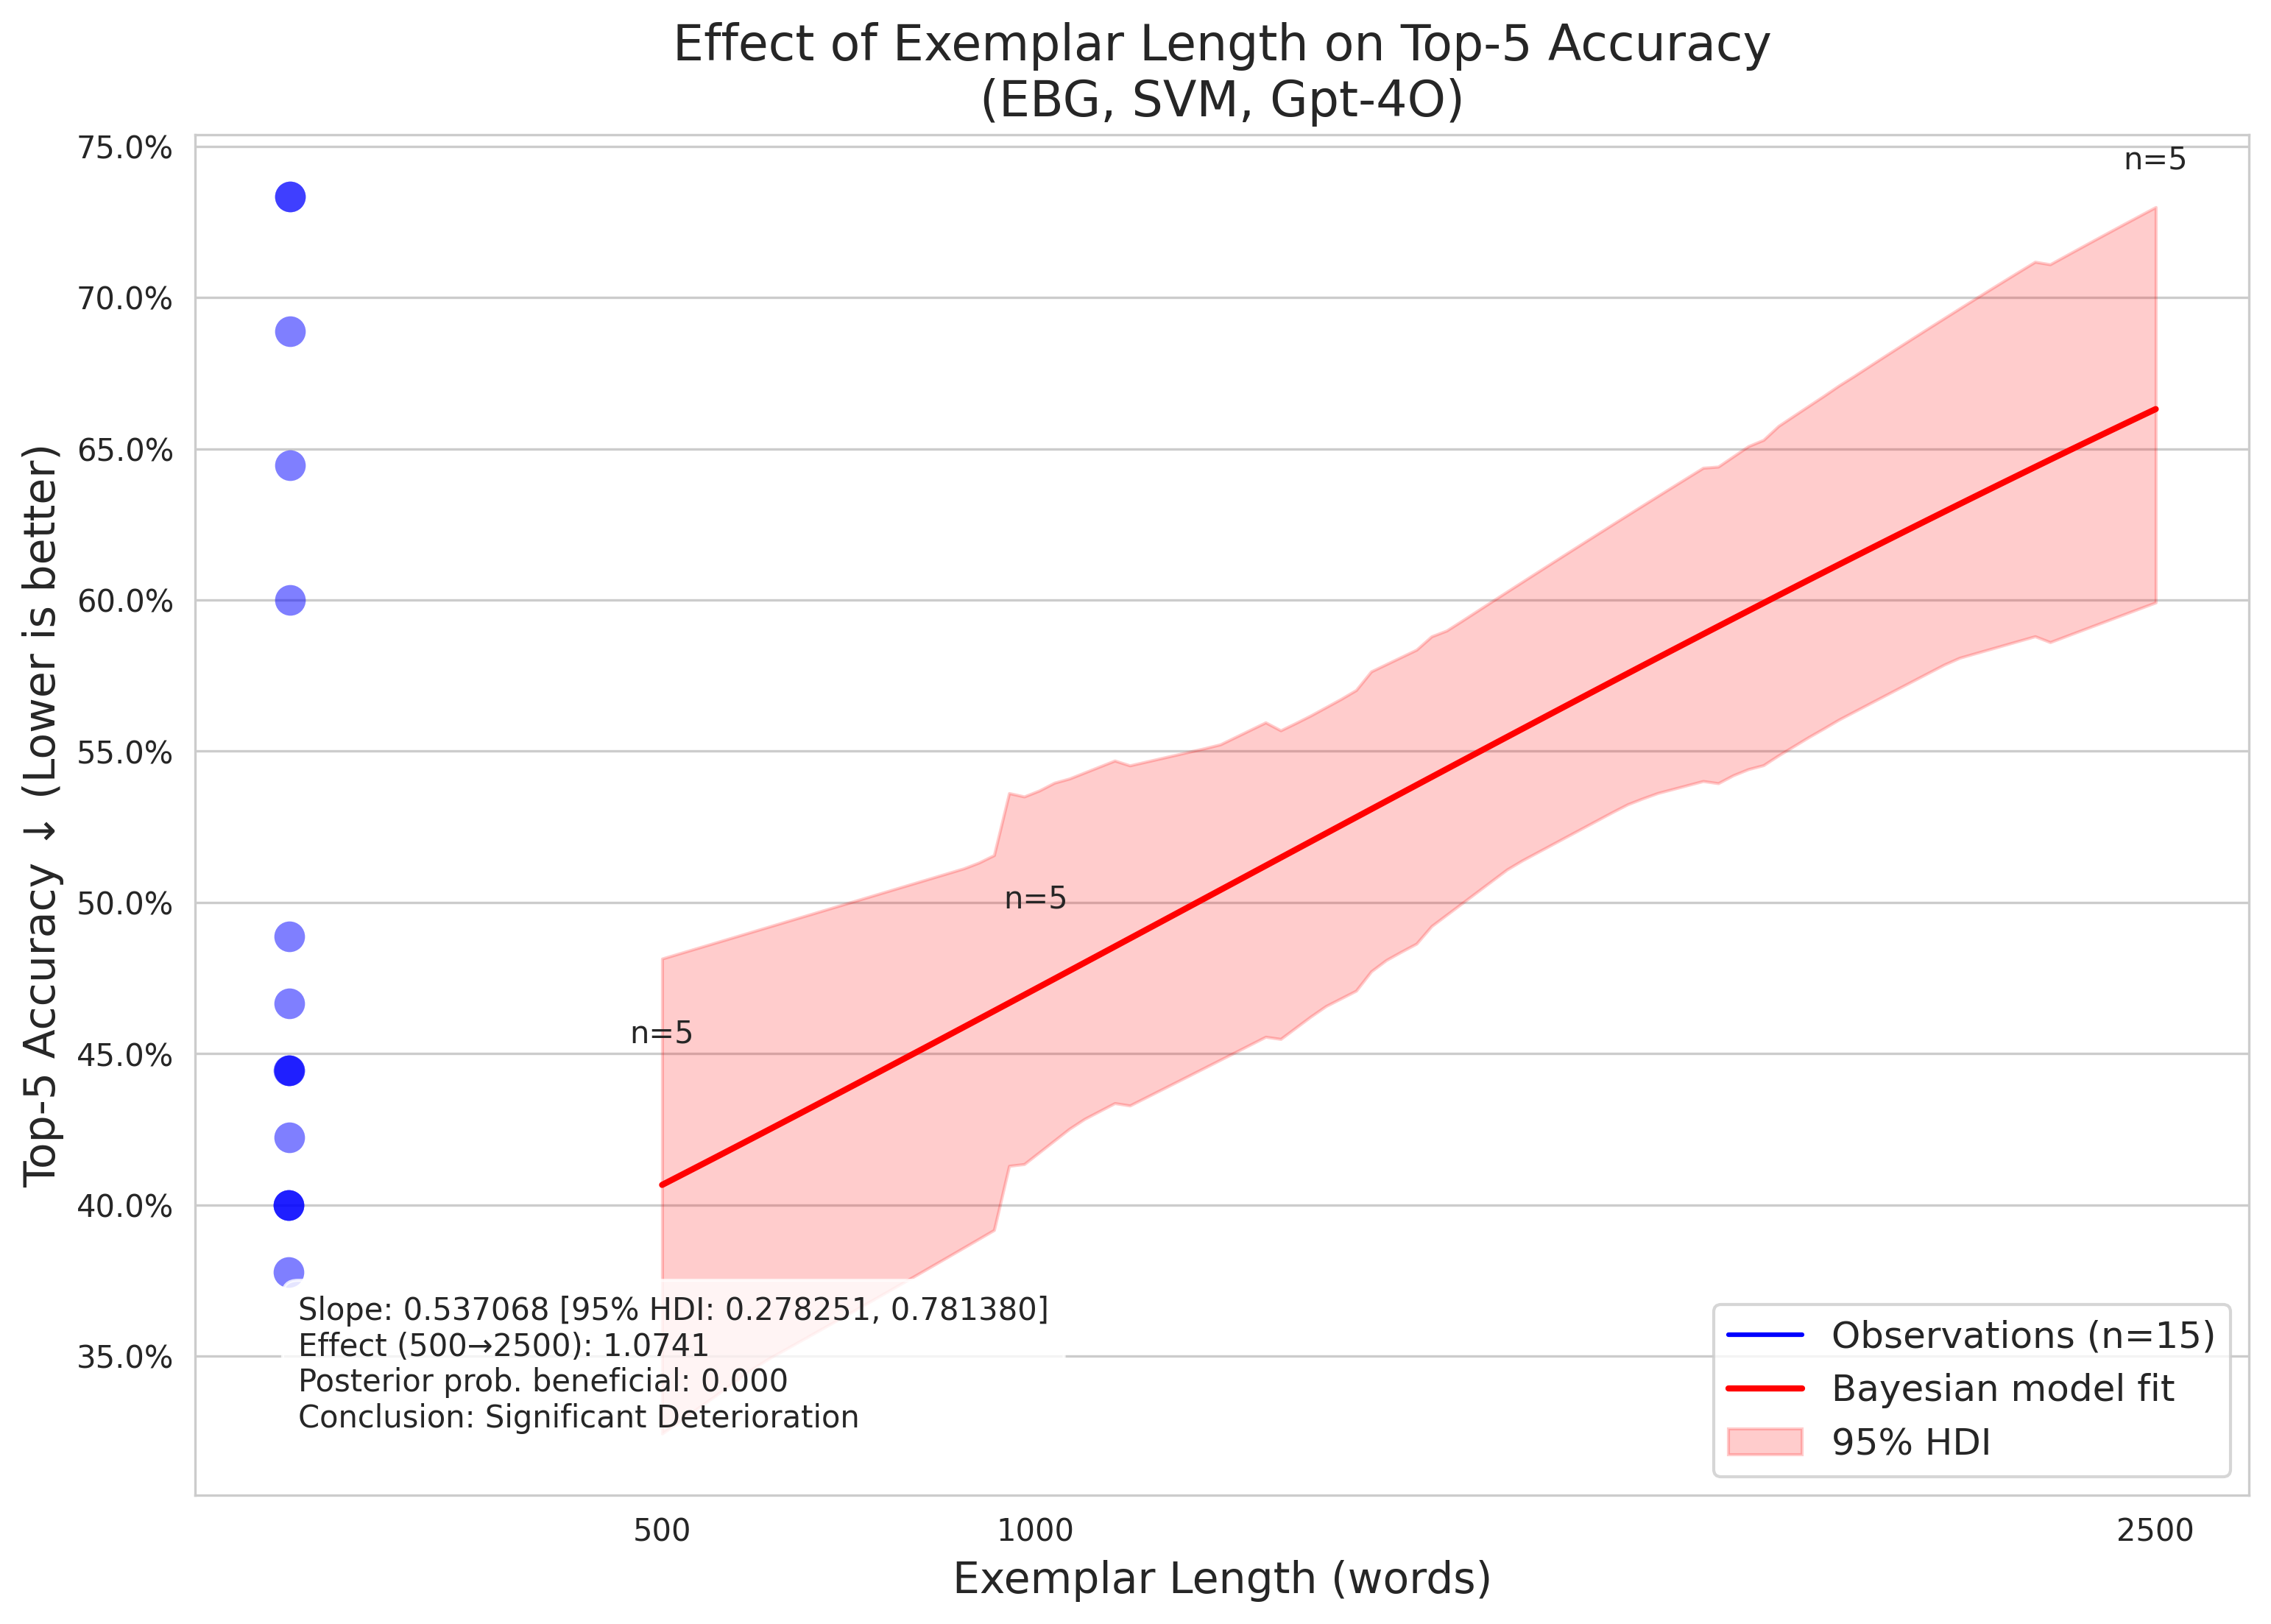 Effect of Exemplar Length on Top-5 Accuracy
(EBG, SVM, Gpt-4O)
Top-5 Accuracy ↓ (Lower is better)
75.0%
70.0%
65.0%
60.0%
55.0%
50.0%
45.0%
40.0%
35.0%
n=5
n=5
n=5
Slope: 0.537068 [95% HDI: 0.278251, 0.781380]
Effect (500→2500): 1.0741
Posterior prob. beneficial: 0.000
Conclusion: Significant Deterioration
Observations (n=15)
Bayesian model fit
95% HDI
500
1000
2500
Exemplar Length (words)